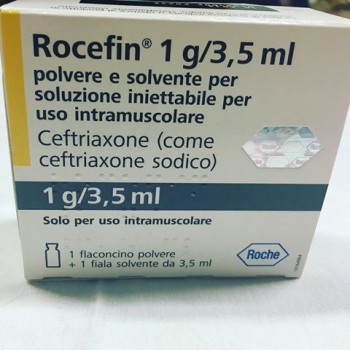 Rocefin® 1 g/3,5 ml
polvere e solvente per
soluzione iniettabile per
uso intramuscolare
Ceftriaxone (come
ceftriaxone sodico)
1 g/3,5 ml
Solo per uso intramuscolare
1 flaconcino polvere
+ 1 fiala solvente da 3,5 ml
Roche